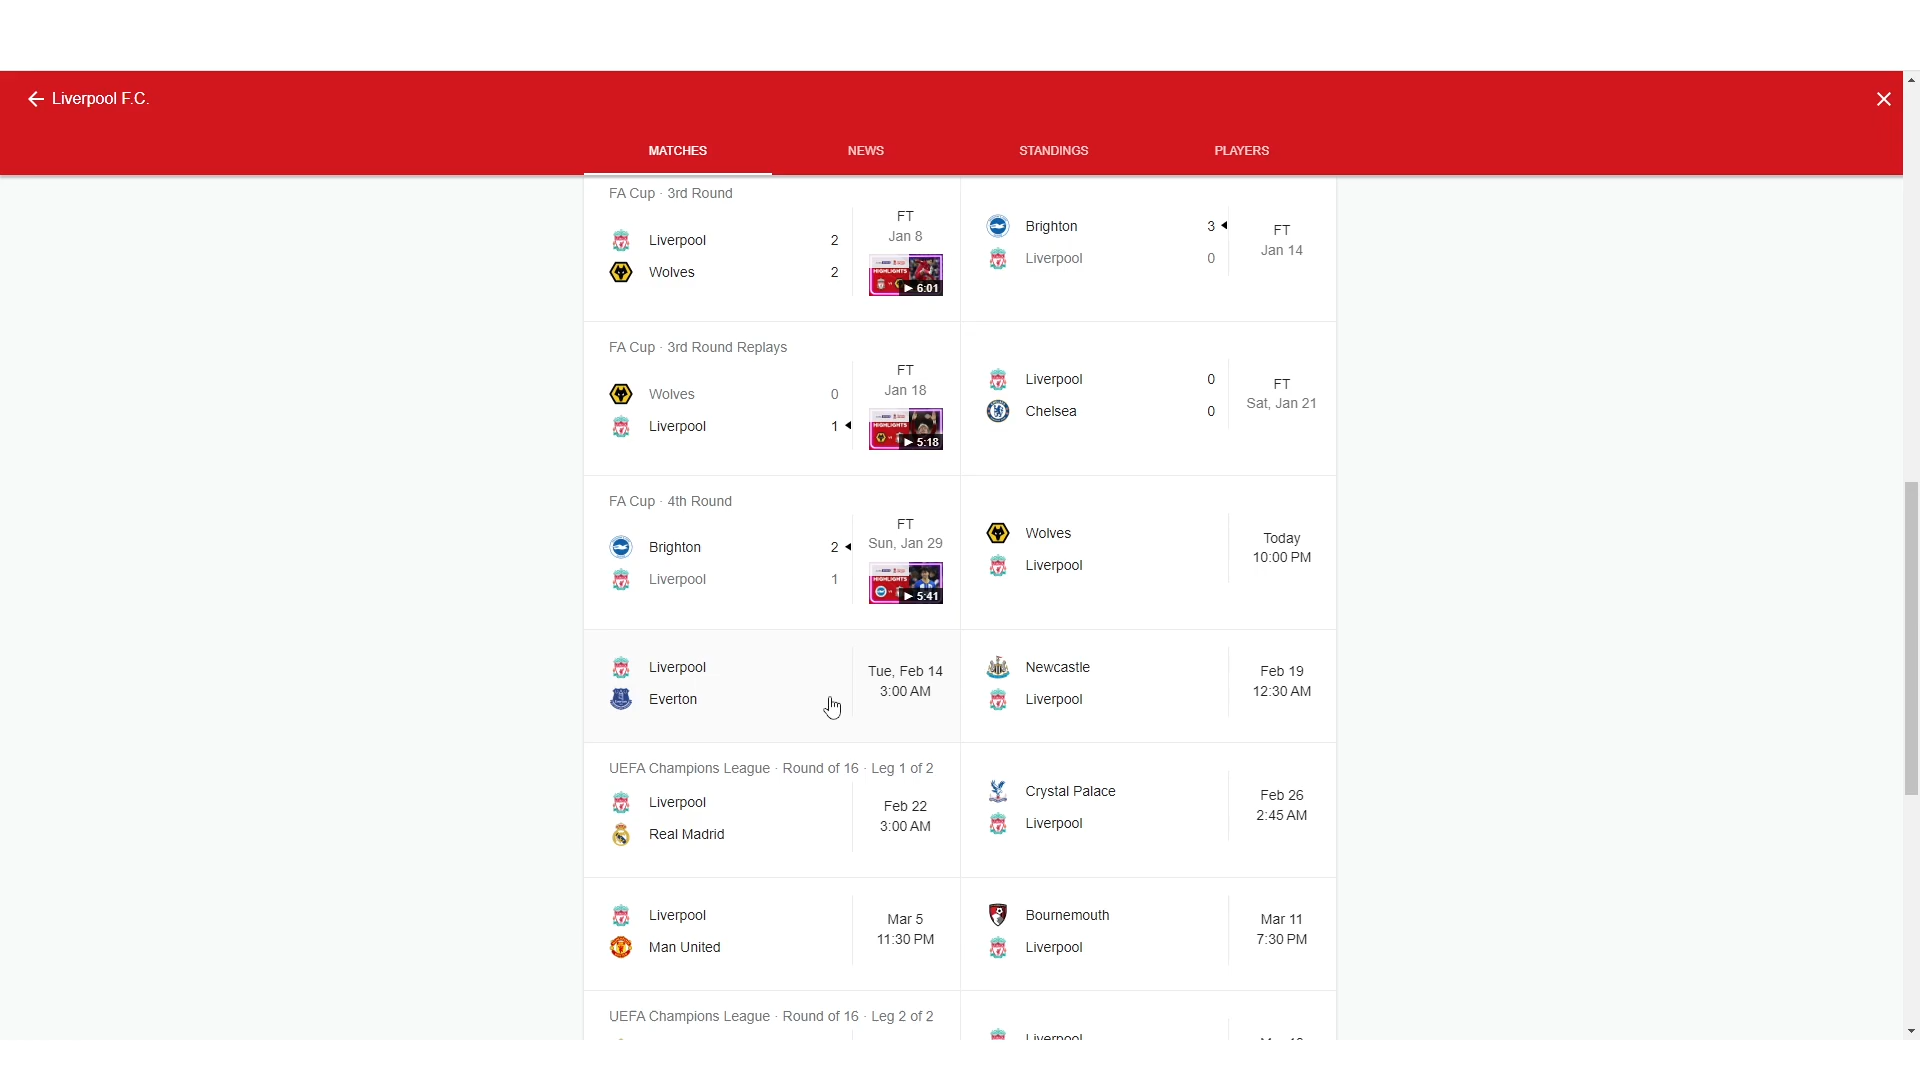 Liverpool F.C.
MATCHES
NEWS
STANDINGS
PLAYERS
FA Cup · 3rd Round
Liverpool 2
Wolves 2
FT
Jan 8
HIGHLIGHTS
6:01
Brighton 3
Liverpool 0
FT
Jan 14
FA Cup · 3rd Round Replays
Wolves 0
Liverpool 1
FT
Jan 18
HIGHLIGHTS
5:18
Liverpool 0
Chelsea 0
FT
Sat, Jan 21
FA Cup · 4th Round
Brighton 2
Liverpool 1
FT
Sun, Jan 29
HIGHLIGHTS
5:41
Wolves
Liverpool
Today
10:00 PM
Liverpool
Everton
Tue, Feb 14
3:00 AM
Newcastle
Liverpool
Feb 19
12:30 AM
UEFA Champions League · Round of 16 · Leg 1 of 2
Liverpool
Real Madrid
Feb 22
3:00 AM
Crystal Palace
Liverpool
Feb 26
2:45 AM
Liverpool
Man United
Mar 5
11:30 PM
Bournemouth
Liverpool
Mar 11
7:30 PM
UEFA Champions League · Round of 16 · Leg 2 of 2
Liverpool